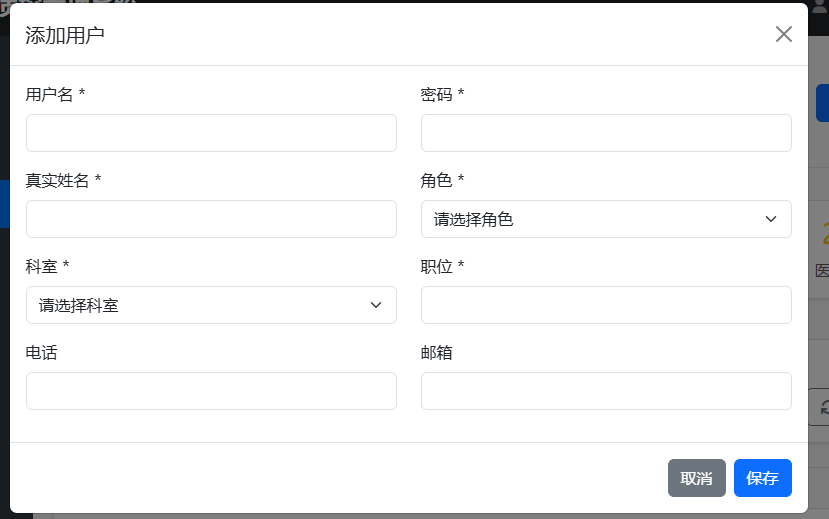 添加用户
用户名 *
密码 *
真实姓名 *
角色 *
请选择角色
科室 *
职位 *
请选择科室
电话
邮箱
取消
保存
医